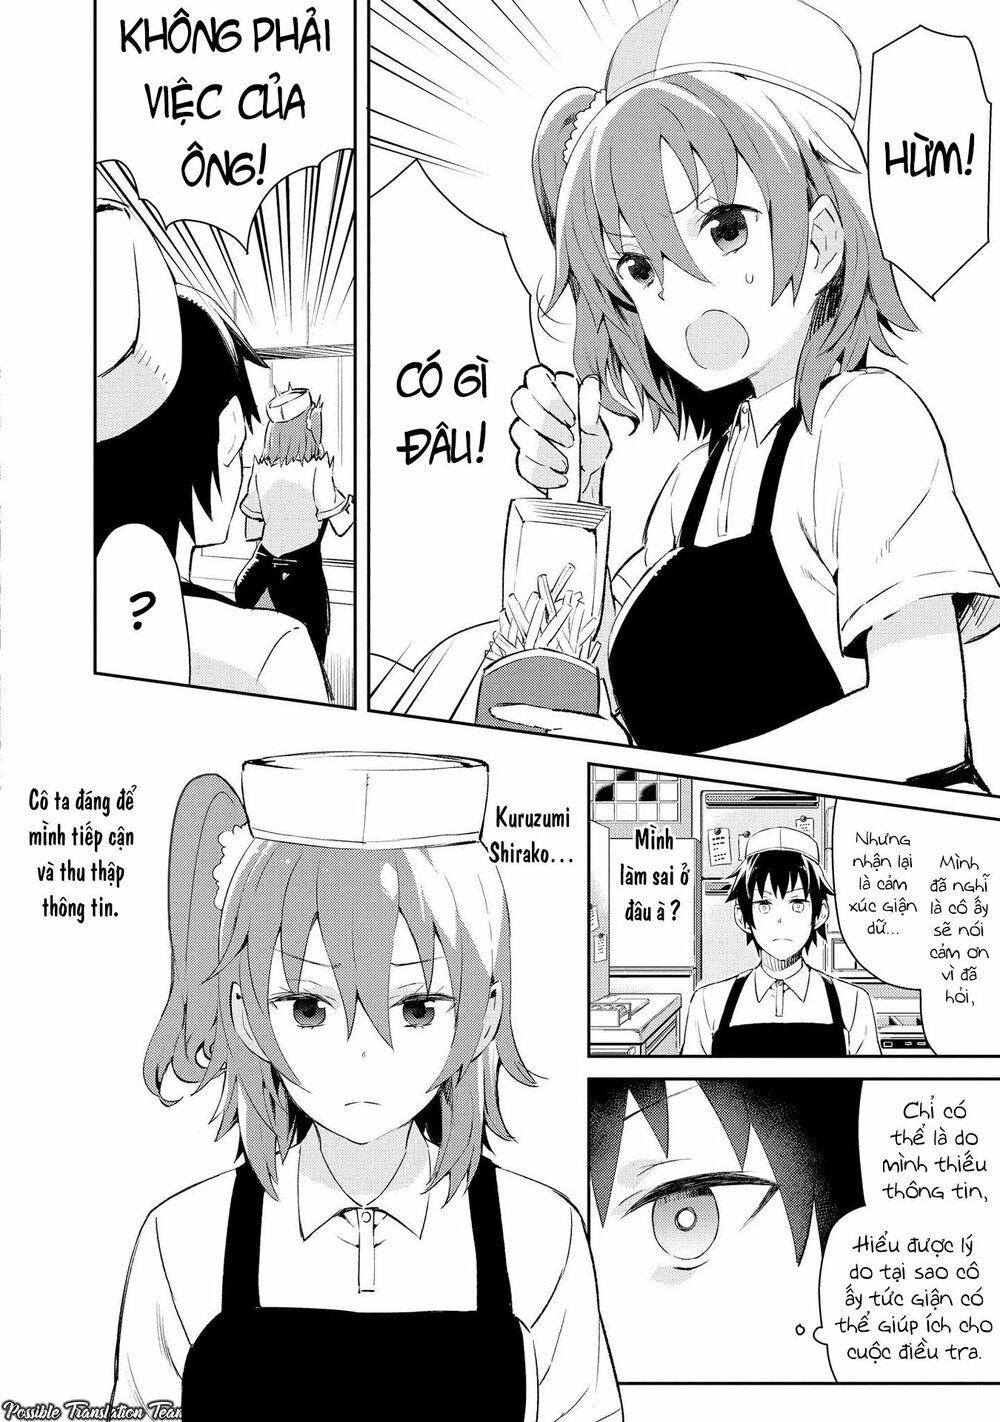 HỪM!
CÓ GÌ
ĐÂU!
KHÔNG PHẢI
VIỆC CỦA
ÔNG!
?
Mình
đã nghĩ
là cô ấy
sẽ nói
cảm ơn
vì đã
hỏi,
Nhưng
nhận lại
là cảm
xúc giận
dữ...
Mình
làm sai ở
đâu à?
Chỉ có
thể là do
mình thiếu
thông tin,
Hiểu được lý
do tại sao cô
ấy tức giận có
thể giúp ích cho
cuộc điều tra.
Kuruzumi
Shirako...
Cô ta đáng để
mình tiếp cận
và thu thập
thông tin.
Possible Translation Team